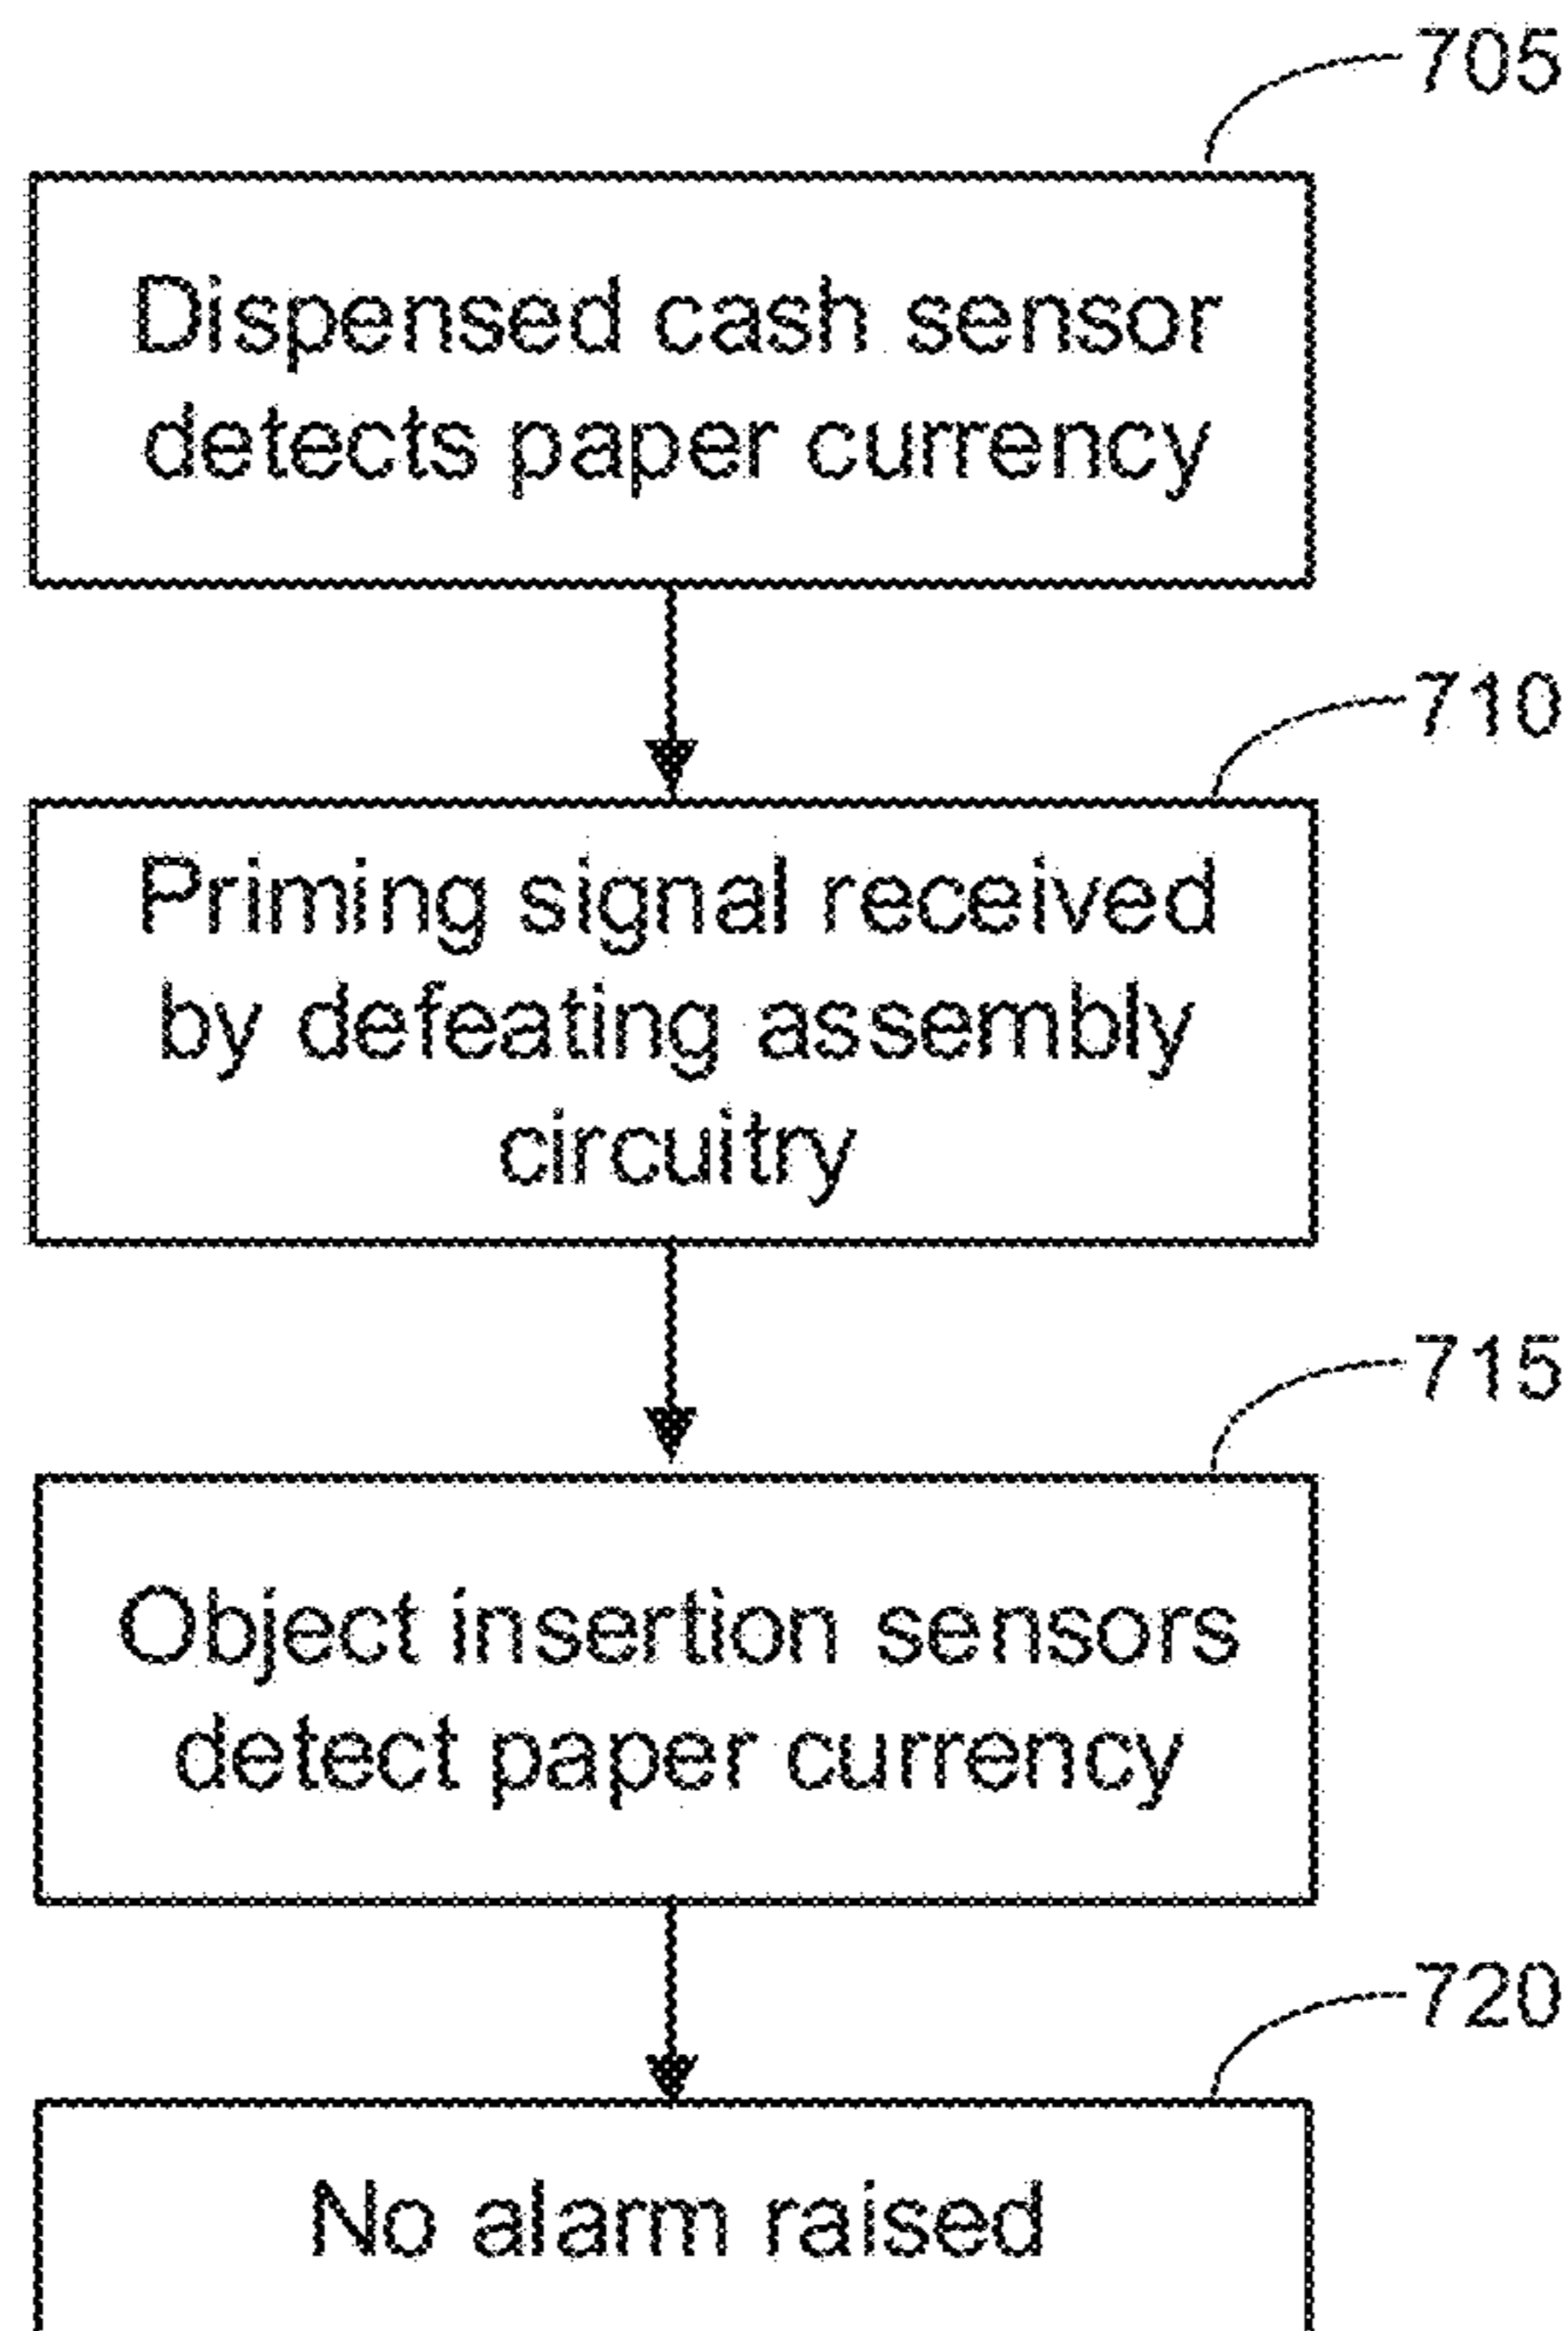 705
Dispensed cash sensor
detects paper currency
710
Priming signal received
by defeating assembly
circuitry
715
Object insertion sensors
detect paper currency
720
No alarm raised